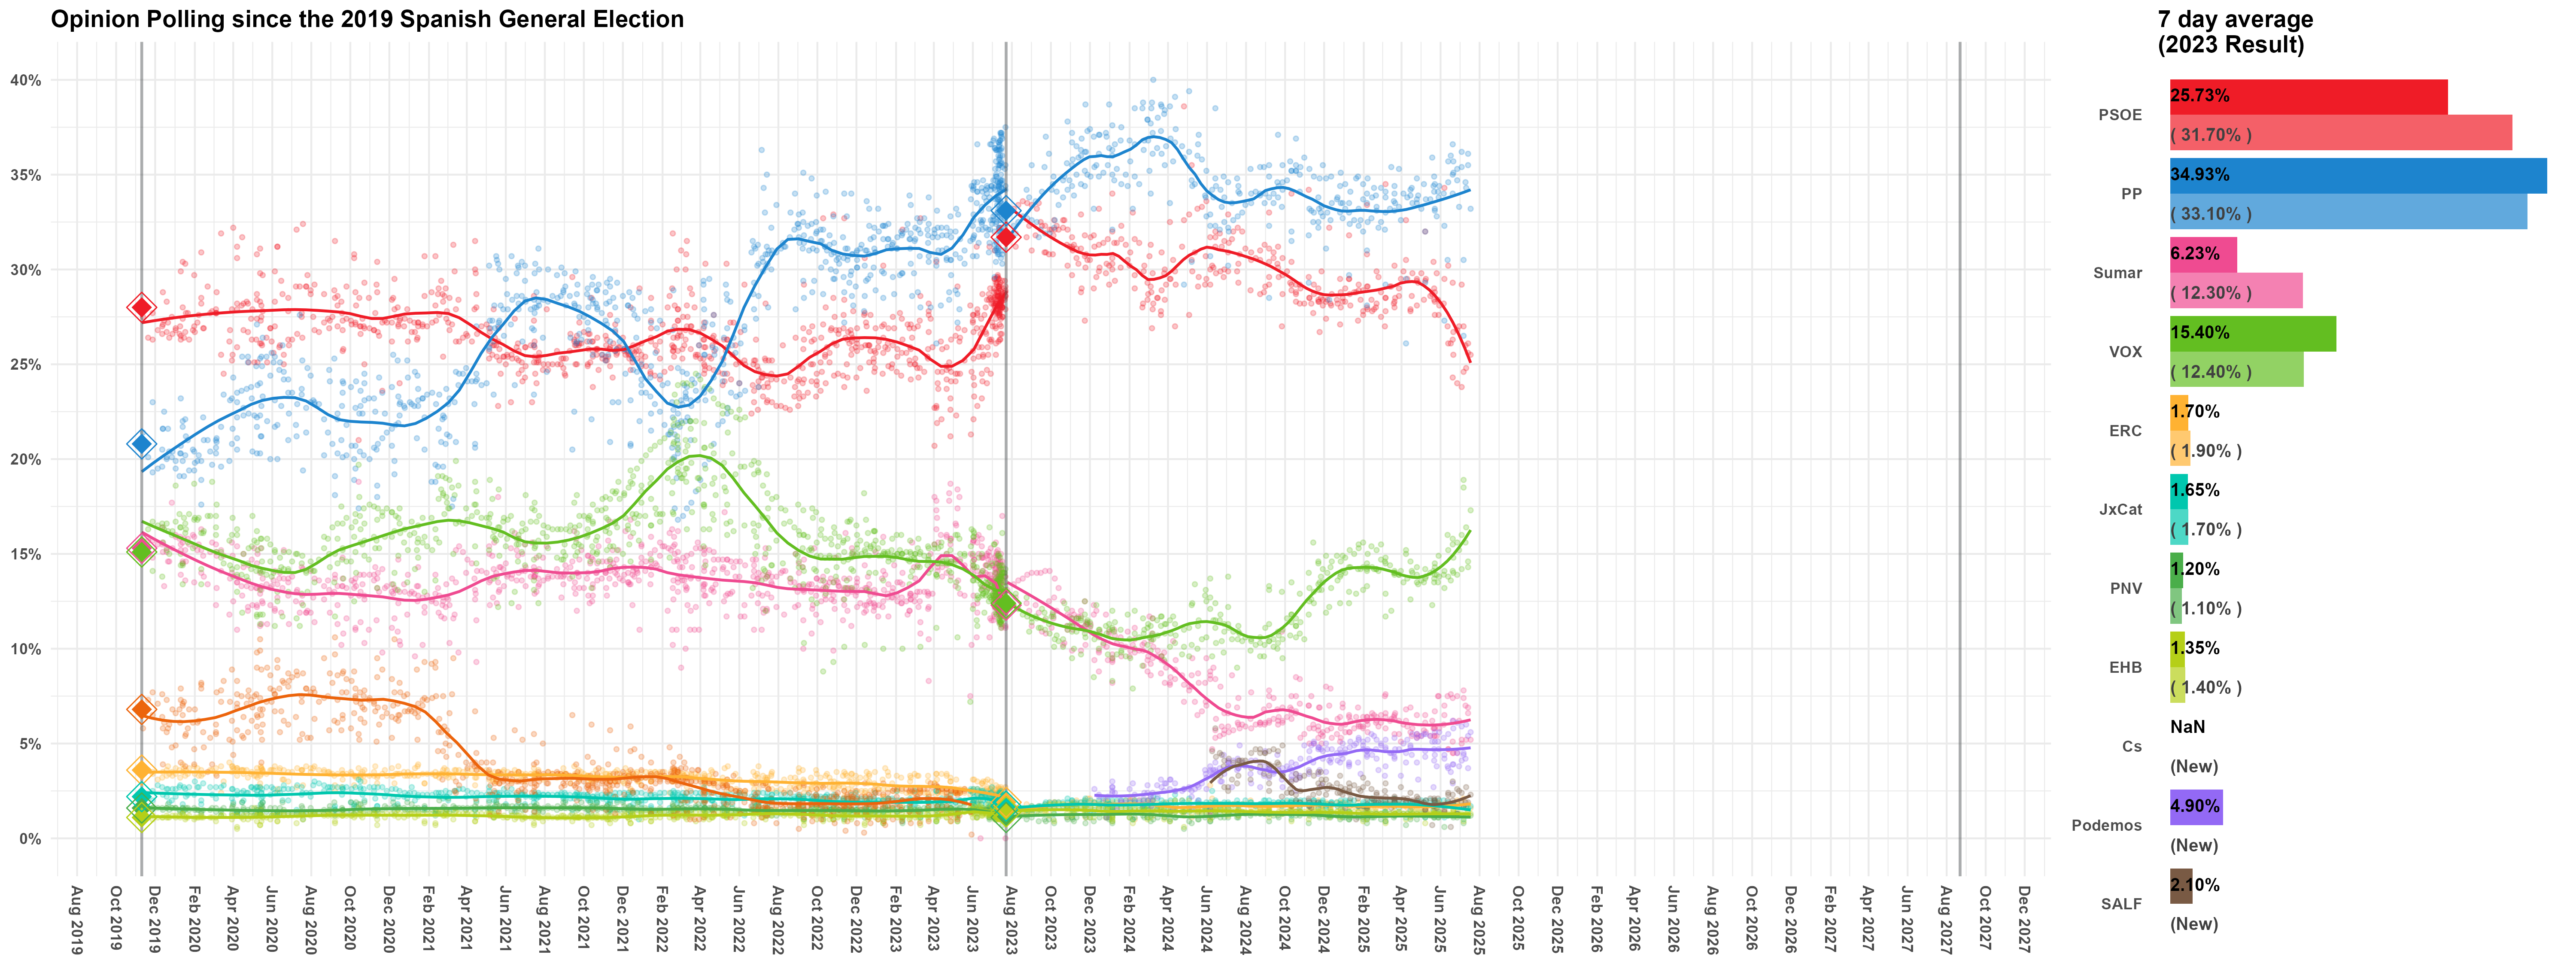 Opinion Polling since the 2019 Spanish General Election
40%
35%
30%
25%
20%
15%
10%
5%
0%
Aug 2019
Oct 2019
Dec 2019
Feb 2020
Apr 2020
Jun 2020
Aug 2020
Oct 2020
Dec 2020
Feb 2021
Apr 2021
Jun 2021
Aug 2021
Oct 2021
Dec 2021
Feb 2022
Apr 2022
Jun 2022
Aug 2022
Oct 2022
Dec 2022
Feb 2023
Apr 2023
Jun 2023
Aug 2023
Oct 2023
Dec 2023
Feb 2024
Apr 2024
Jun 2024
Aug 2024
Oct 2024
Dec 2024
Feb 2025
Apr 2025
Jun 2025
Aug 2025
Oct 2025
Dec 2025
Feb 2026
Apr 2026
Jun 2026
Aug 2026
Oct 2026
Dec 2026
Feb 2027
Apr 2027
Jun 2027
Aug 2027
Oct 2027
Dec 2027
7 day average
(2023 Result)
PSOE
25.73%
( 31.70% )
PP
34.93%
( 33.10% )
Sumar
6.23%
( 12.30% )
VOX
15.40%
( 12.40% )
ERC
1.70%
( 1.90% )
JxCat
1.65%
( 1.70% )
PNV
1.20%
( 1.10% )
EHB
1.35%
( 1.40% )
Cs
NaN
(New)
Podemos
4.90%
(New)
SALF
2.10%
(New)